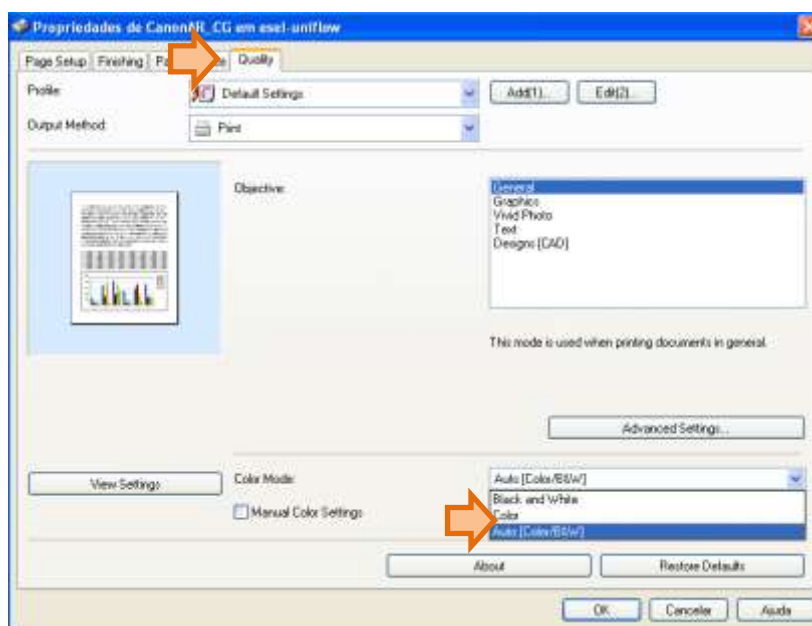 Propriedades de CanonAR_CG em esel-uniflow
Page Setup Finishing Quality
Profile: Default Settings Add(1)... Edit(2)...
Output Method: Print
Objective:
General
Graphics
Vivid Photo
Text
Designs [CAD]
This mode is used when printing documents in general.
Advanced Settings...
View Settings Color Mode: Auto [Color/B&W]
Black and White
Manual Color Settings
Color
Auto [Color/B&W]
About Restore Defaults
OK Cancelar Ajuda